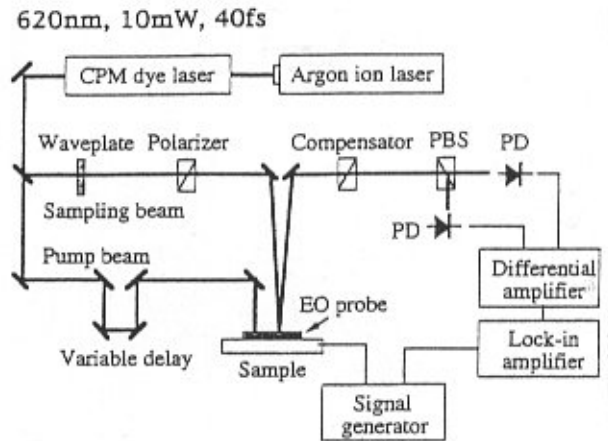 620nm, 10mW, 40fs
CPM dye laser
Argon ion laser
Waveplate
Polarizer
Compensator
PBS
PD
Sampling beam
PD
Pump beam
Differential
amplifier
EO probe
Variable delay
Sample
Lock-in
amplifier
Signal
generator